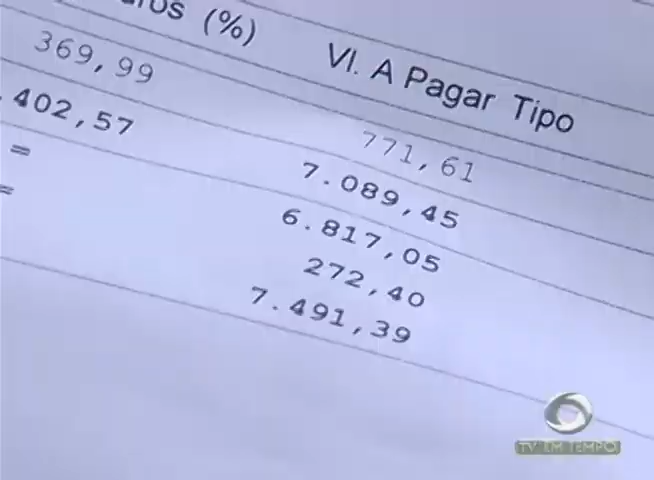 (%) Vl. A Pagar Tipo
369,99 771,61
402,57 7.089,45
= 6.817,05
= 272,40
7.491,39
TV EM TEMPO